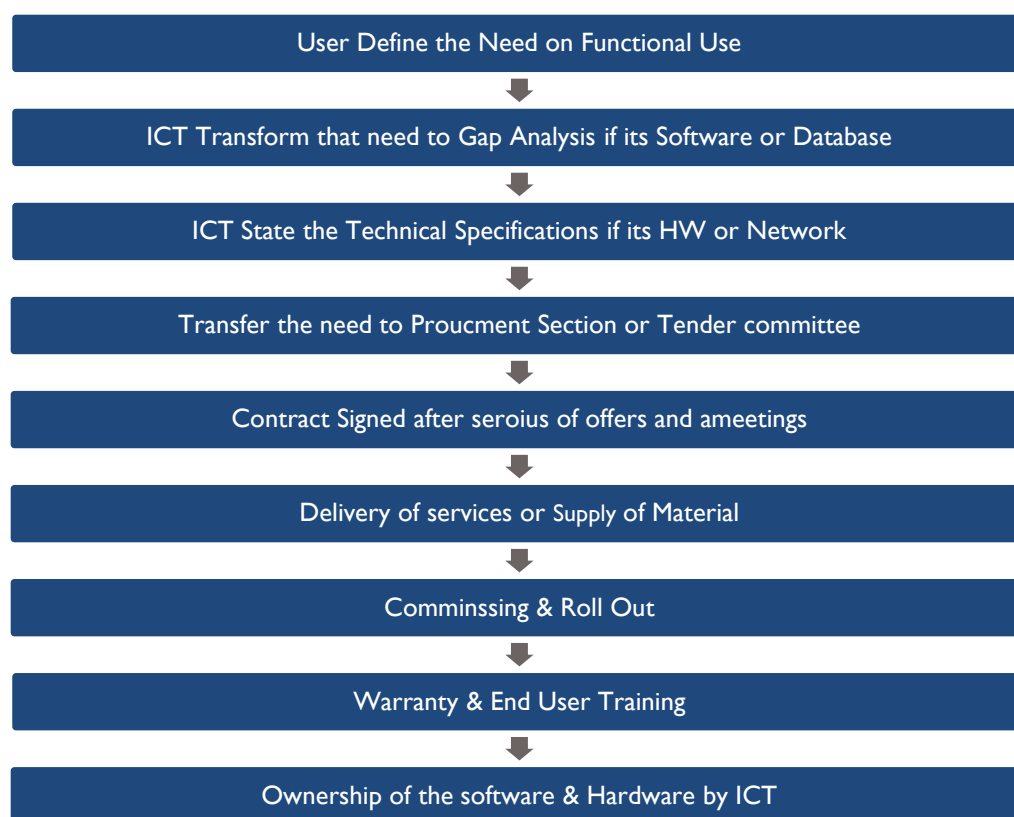 User Define the Need on Functional Use
ICT Transform that need to Gap Analysis if its Software or Database
ICT State the Technical Specifications if its HW or Network
Transfer the need to Proucment Section or Tender committee
Contract Signed after seroius of offers and ameetings
Delivery of services or Supply of Material
Comminssing & Roll Out
Warranty & End User Training
Ownership of the software & Hardware by ICT